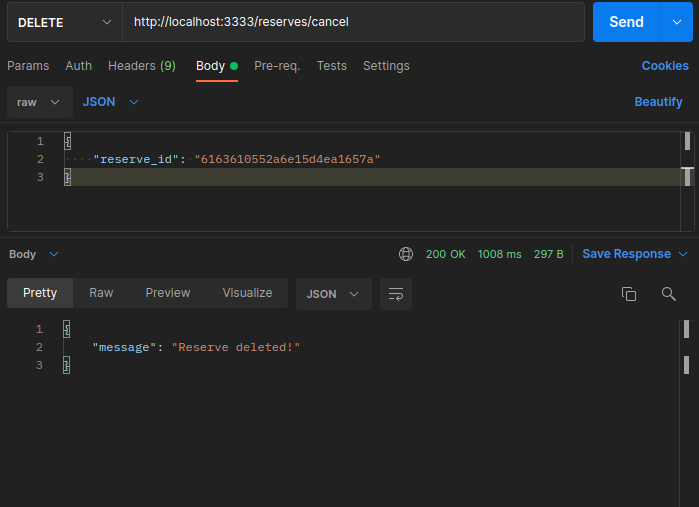 DELETE http://localhost:3333/reserves/cancel Send
Params Auth Headers (9) Body Pre-req. Tests Settings Cookies
raw JSON Beautify
1 {
2 "reserve_id": "6163610552a6e15d4ea1657a"
3 }
Body 200 OK 1008 ms 297 B Save Response
Pretty Raw Preview Visualize JSON
1 {
2 "message": "Reserve deleted!"
3 }